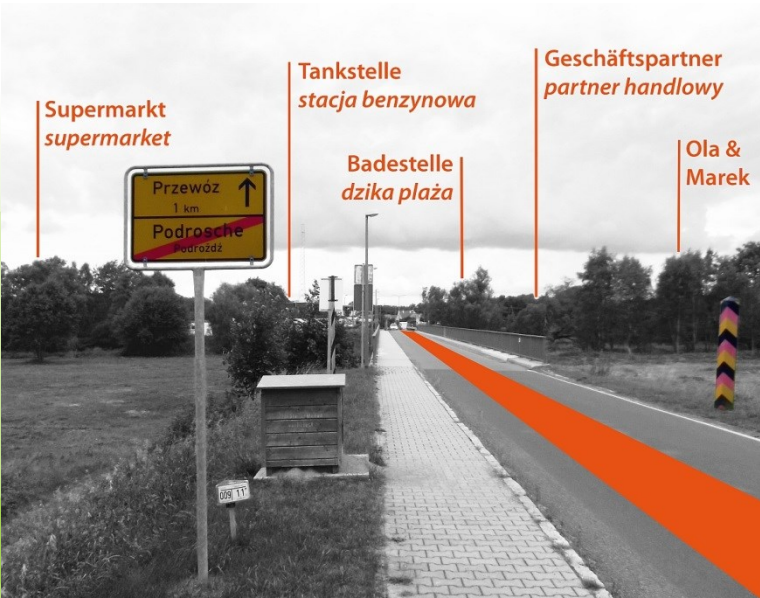 Geschäftspartner
partner handlowy
Tankstelle
stacja benzynowa
Supermarkt
supermarket
Badestelle
dzika plaża
Ola &
Marek
Przewóz
1 km
Podrosche
Podroždź
009 11